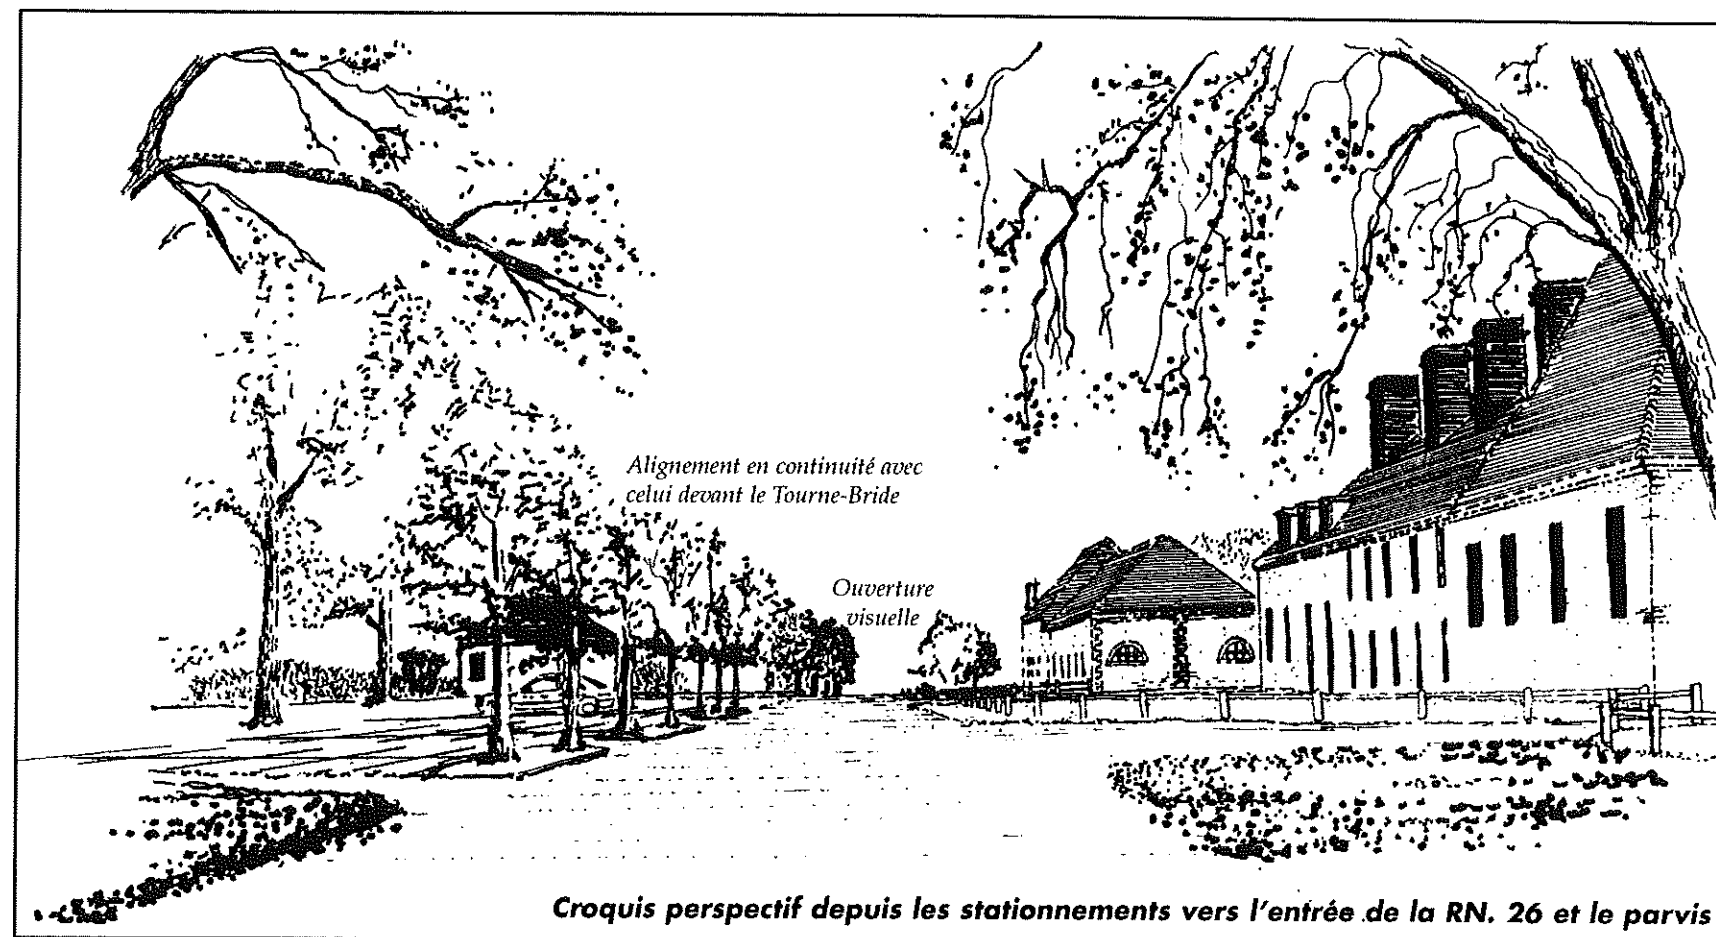 Alignement en continuité avec
celui devant le Tourne-Bride
Ouverture
visuelle
Croquis perspectif depuis les stationnements vers l'entrée de la RN. 26 et le parvis